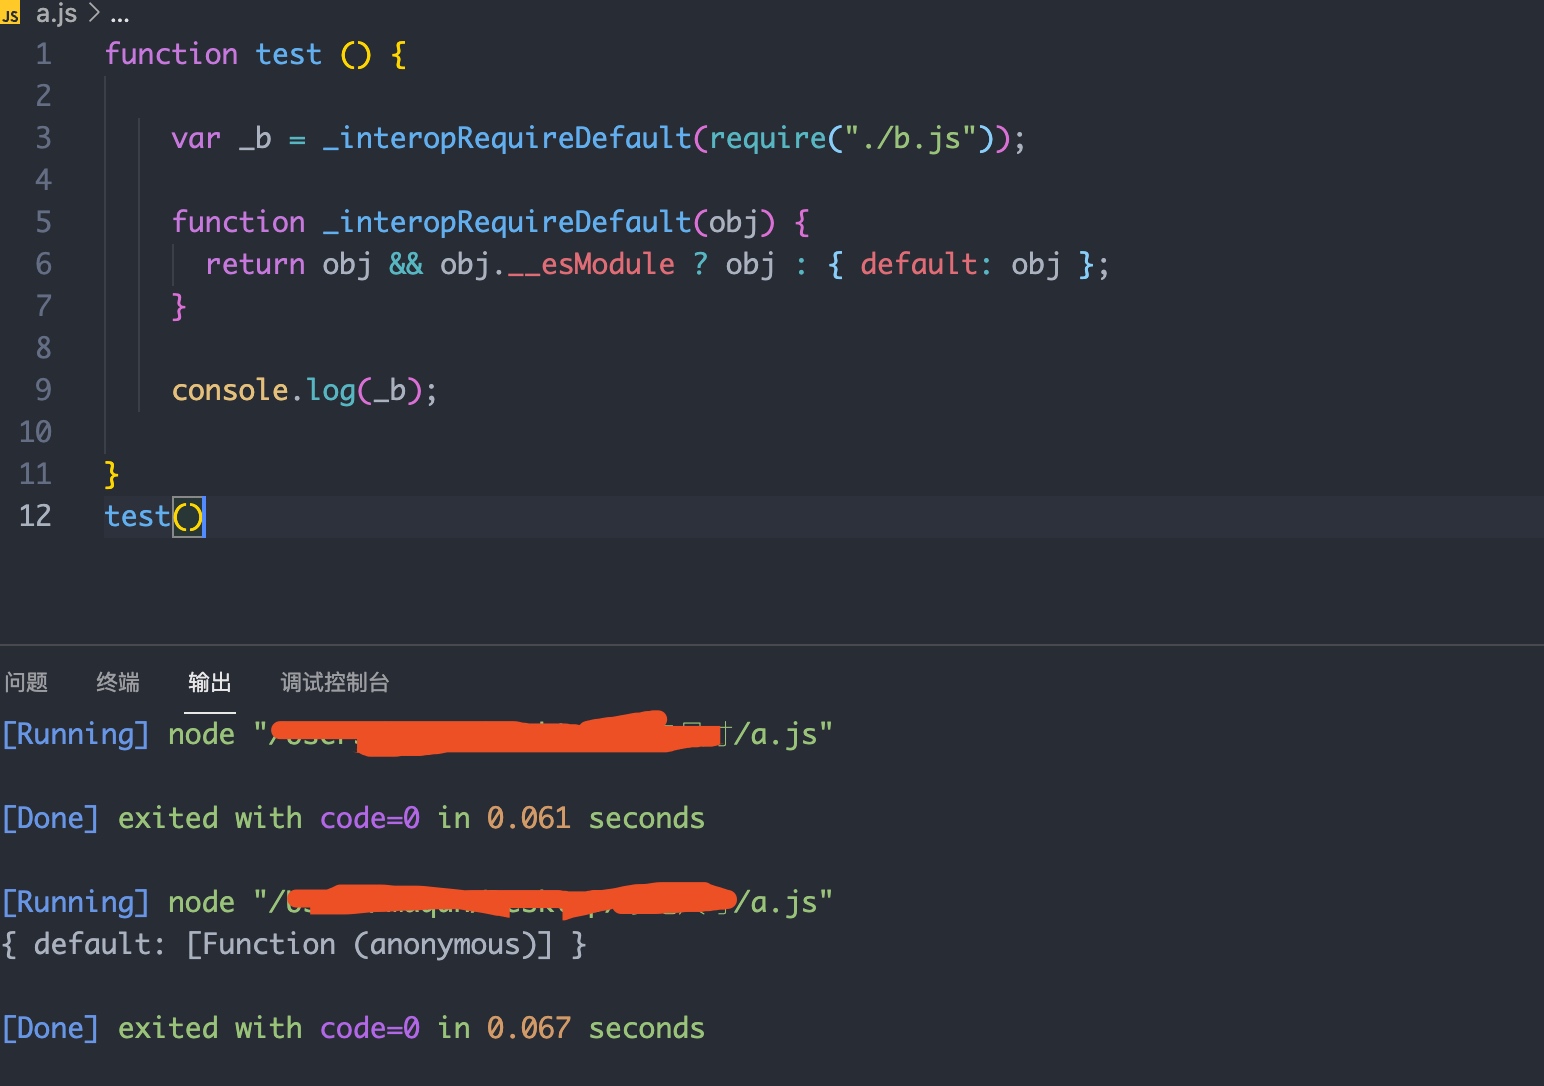 JS a.js > ...
1 function test () {
2
3 var _b = _interopRequireDefault(require("./b.js"));
4
5 function _interopRequireDefault(obj) {
6 return obj && obj.__esModule ? obj : { default: obj };
7 }
8
9 console.log(_b);
10
11 }
12 test()
问题 终端 输出 调试控制台
[Running] node "/ /a.js"
[Done] exited with code=0 in 0.061 seconds
[Running] node "/ /a.js"
{ default: [Function (anonymous)] }
[Done] exited with code=0 in 0.067 seconds